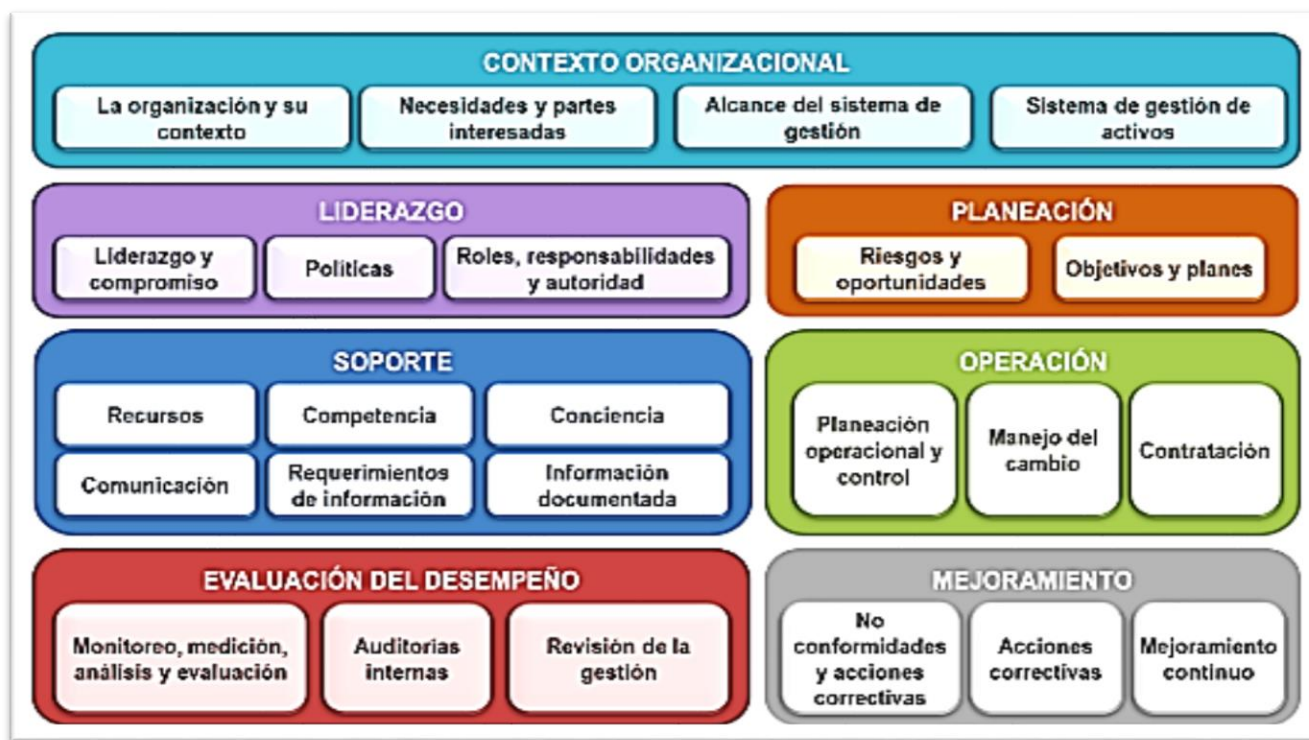 CONTEXTO ORGANIZACIONAL
La organización y su
contexto
Necesidades y partes
interesadas
Alcance del sistema de
gestión
Sistema de gestión de
activos
LIDERAZGO
Liderazgo y
compromiso
Políticas
Roles, responsabilidades
y autoridad
PLANEACIÓN
Riesgos y
oportunidades
Objetivos y planes
SOPORTE
Recursos
Competencia
Conciencia
Comunicación
Requerimientos
de información
Información
documentada
OPERACIÓN
Planeación
operacional y
control
Manejo del
cambio
Contratación
EVALUACIÓN DEL DESEMPEÑO
Monitoreo, medición,
análisis y evaluación
Auditorias
internas
Revisión de la
gestión
MEJORAMIENTO
No
conformidades
y acciones
correctivas
Acciones
correctivas
Mejoramiento
continuo